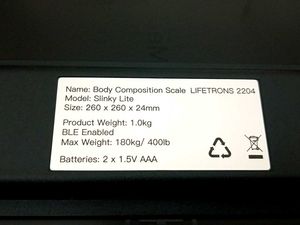 Name: Body Composition Scale LIFETRONS 2204
Model: Slinky Lite
Size: 260 x 260 x 24mm
Product Weight: 1.0kg
BLE Enabled
Max Weight: 180kg/ 400lb
Batteries: 2 x 1.5V AAA